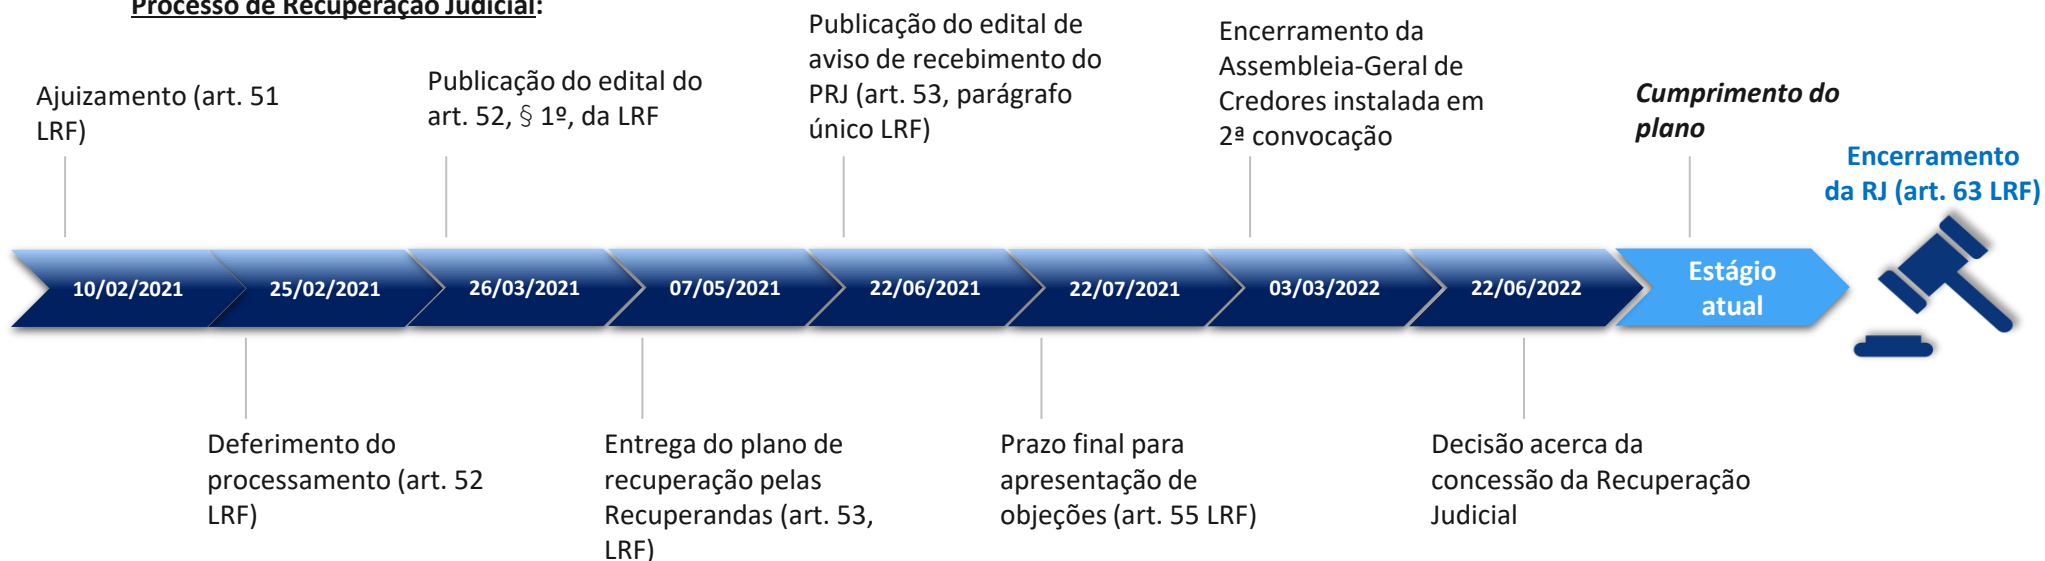 Processo de Recuperação Judicial:
Ajuizamento (art. 51
LRF)
Publicação do edital do
art. 52, § 1º, da LRF
Publicação do edital de
aviso de recebimento do
PRJ (art. 53, parágrafo
único LRF)
Encerramento da
Assembleia-Geral de
Credores instalada em
2ª convocação
Cumprimento do
plano
Encerramento
da RJ (art. 63 LRF)
10/02/2021
25/02/2021
26/03/2021
07/05/2021
22/06/2021
22/07/2021
03/03/2022
22/06/2022
Estágio
atual
Deferimento do
processamento (art. 52
LRF)
Entrega do plano de
recuperação pelas
Recuperandas (art. 53,
LRF)
Prazo final para
apresentação de
objeções (art. 55 LRF)
Decisão acerca da
concessão da Recuperação
Judicial